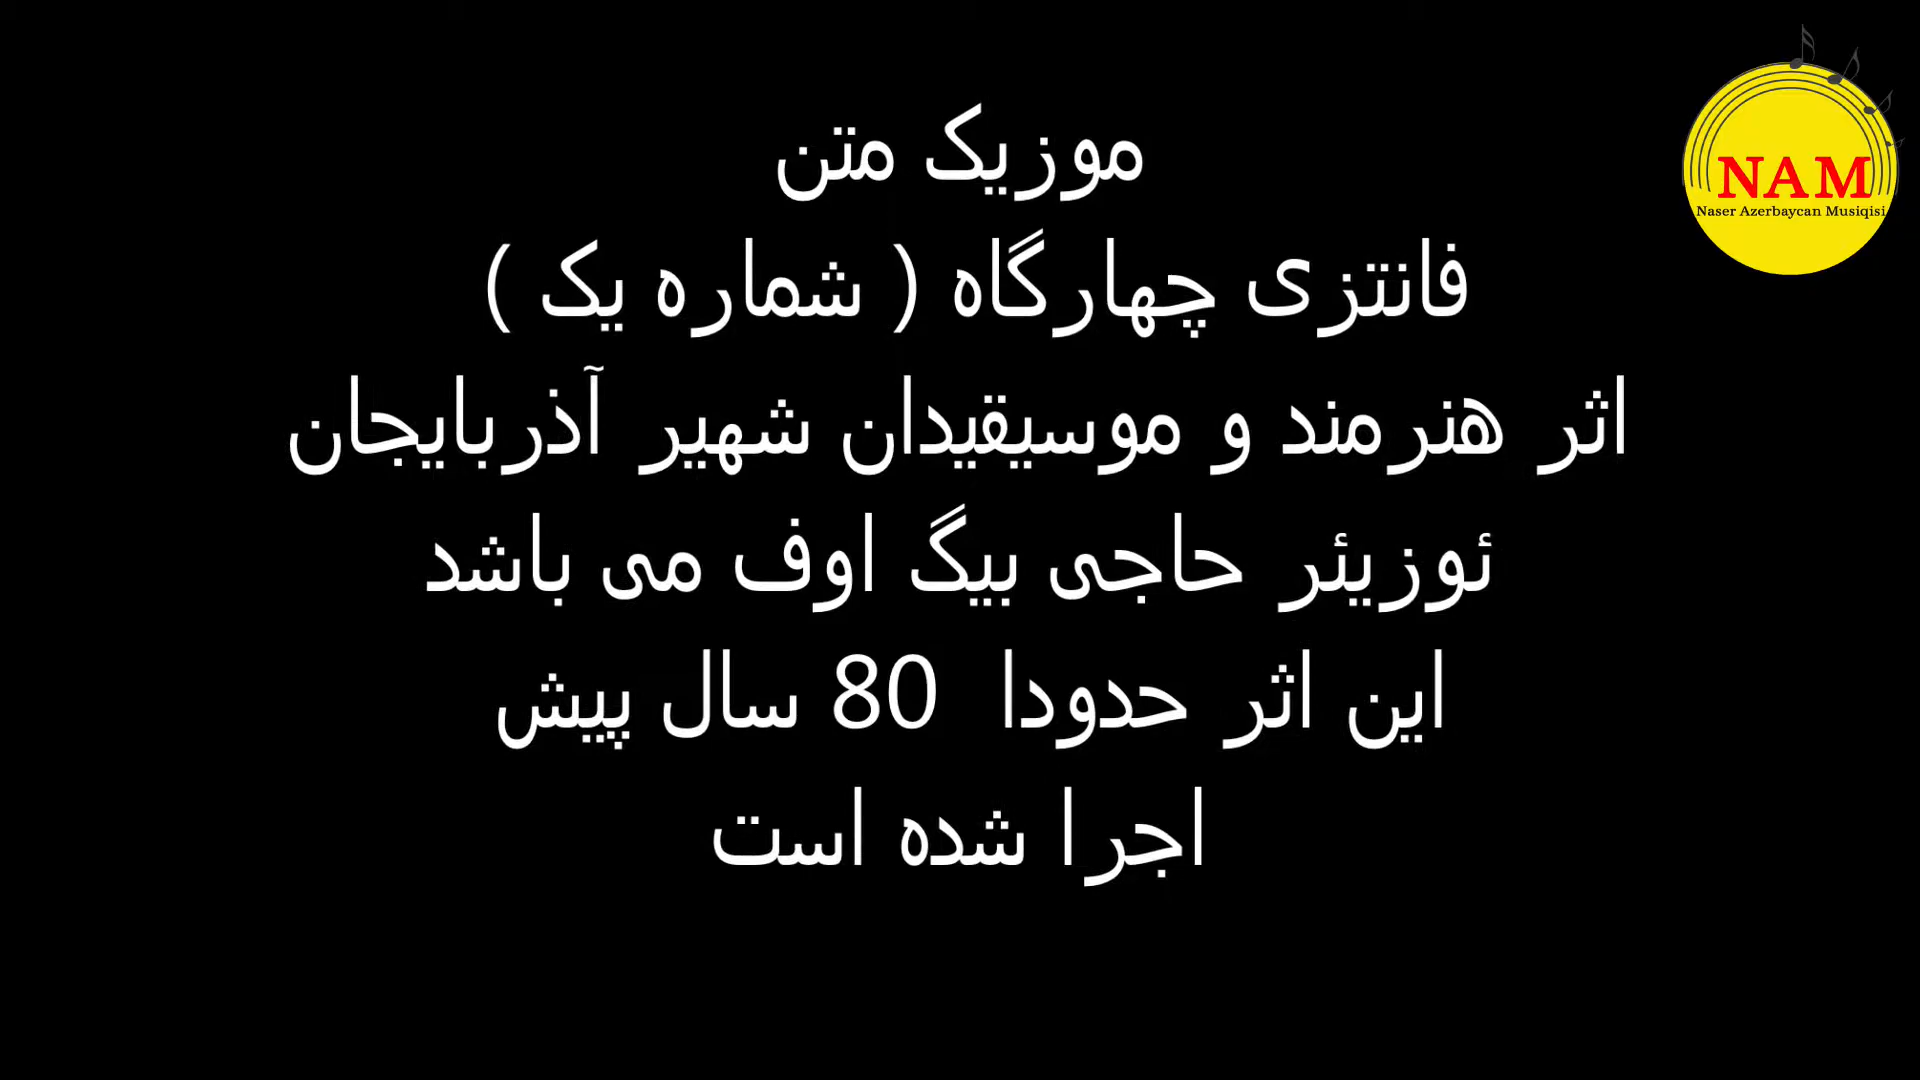 موزیک متن
فانتزی چهارگاه ( شماره یک )
اثر هنرمند و موسیقیدان شهیر آذربایجان
ئوزیئر حاجی بیگ اوف می باشد
این اثر حدودا 80 سال پیش
اجرا شده است
NAM
Naser Azerbaycan Musiqisi